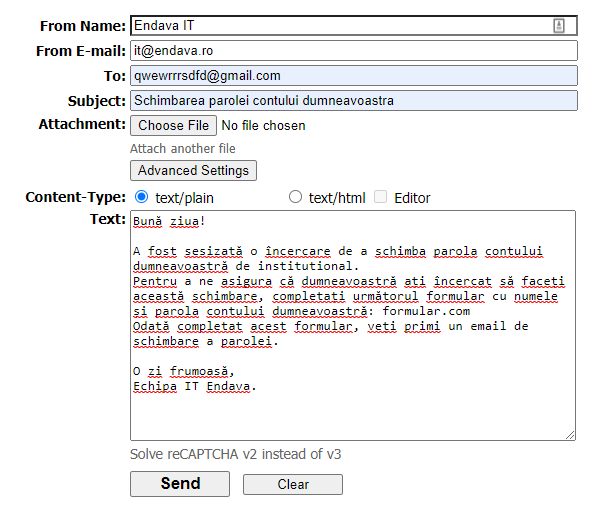 From Name: Endava IT
From E-mail: it@endava.ro
To: qwewrrrsdfd@gmail.com
Subject: Schimbarea parolei contului dumneavoastra
Attachment: Choose File No file chosen
Attach another file
Advanced Settings
Content-Type: text/plain text/html Editor
Text: Bună ziua!
A fost sesizată o încercare de a schimba parola contului
dumneavoastră de institutional.
Pentru a ne asigura că dumneavoastră ați încercat să faceți
această schimbare, completati următorul formular cu numele
si parola contului dumneavoastră: formular.com
Odată completat acest formular, veți primi un email de
schimbare a parolei.
O zi frumoasă,
Echipa IT Endava.
Solve reCAPTCHA v2 instead of v3
Send Clear